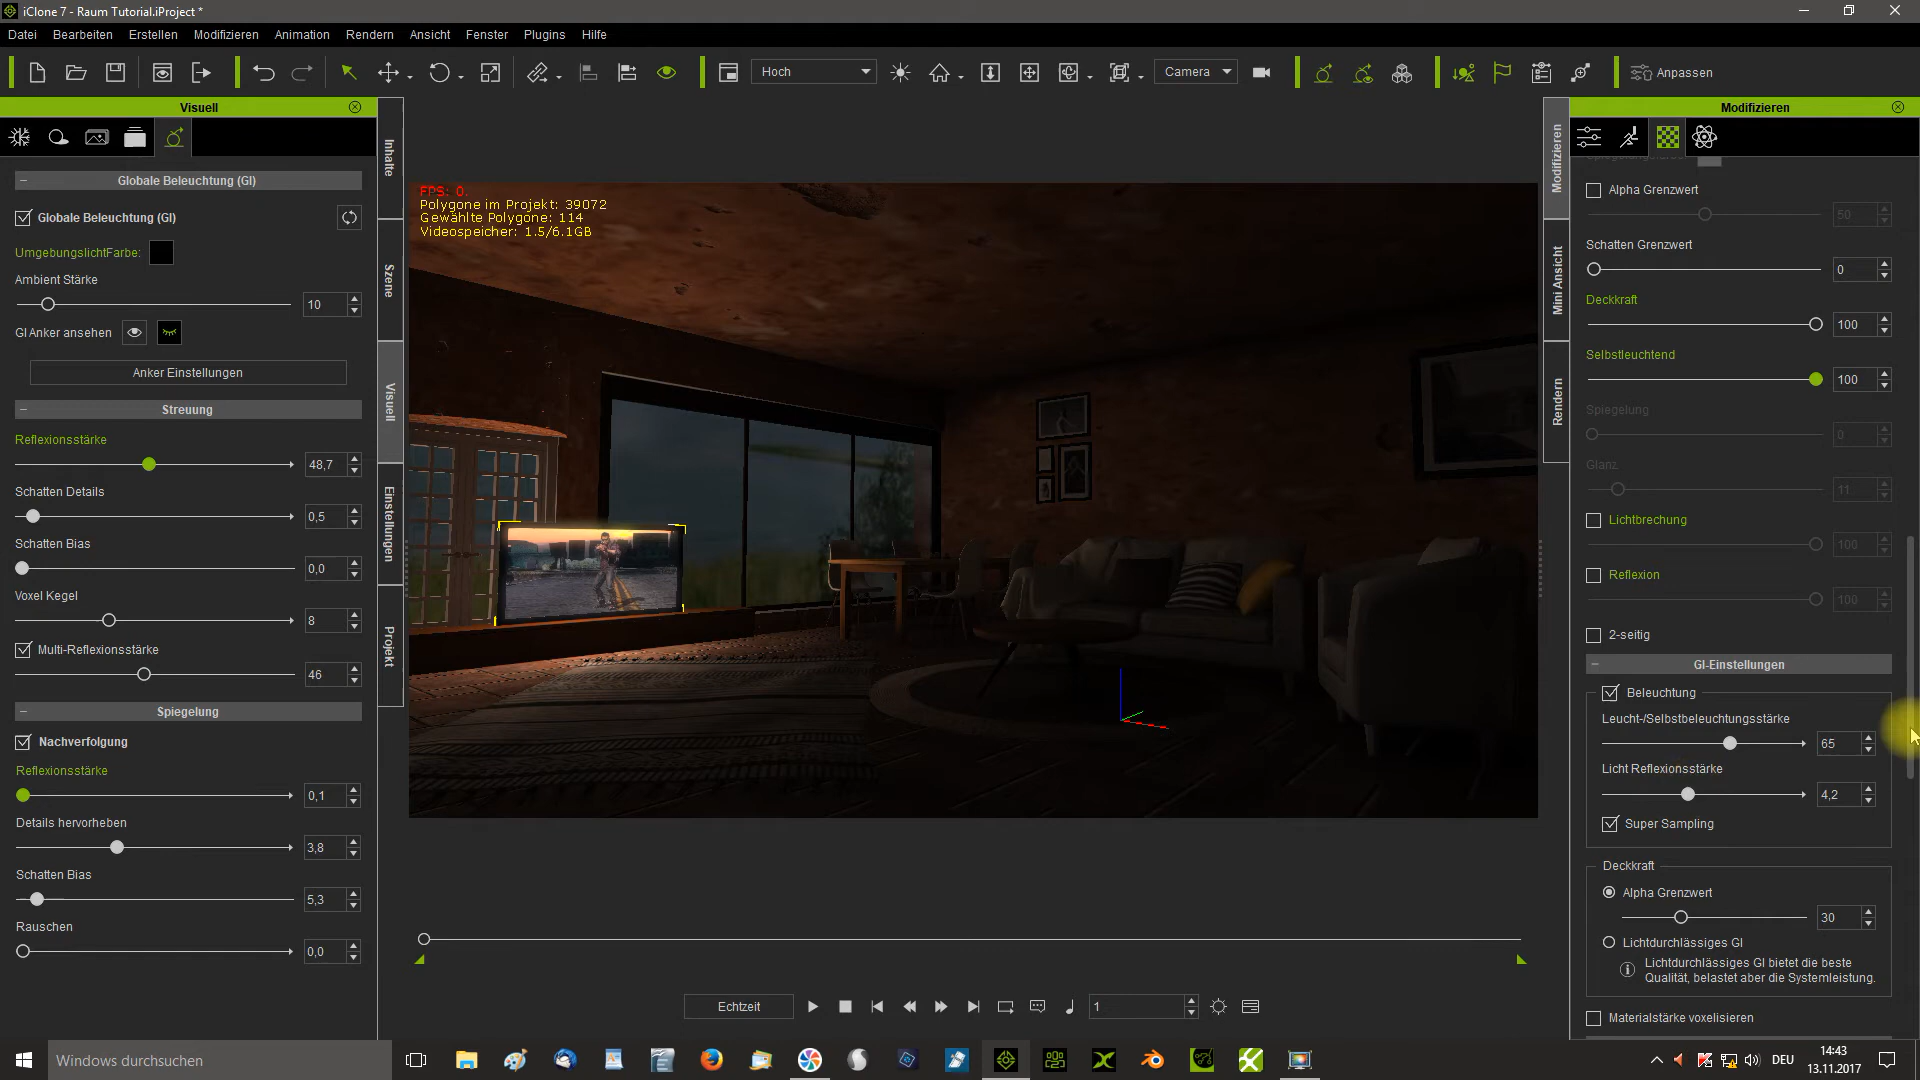 iClone 7 - Raum Tutorial.iProject *
Datei Bearbeiten Erstellen Modifizieren Animation Rendern Ansicht Fenster Plugins Hilfe
Hoch Camera Anpassen
Visuell
Globale Beleuchtung (GI)
Globale Beleuchtung (GI)
UmgebungslichtFarbe:
Ambient Stärke
10
GI Anker ansehen
Anker Einstellungen
Streuung
Reflexionsstärke
48,7
Schatten Details
0,5
Schatten Bias
0,0
Voxel Kegel
8
Multi-Reflexionsstärke
46
Spiegelung
Nachverfolgung
Reflexionsstärke
0,1
Details hervorheben
3,8
Schatten Bias
5,3
Rauschen
0,0
Inhalte
Szene
Visuell
Einstellungen
Projekt
FPS: 0.
Polygone im Projekt: 39072
Gewählte Polygone: 114
Videospeicher: 1.5/6.1GB
Echtzeit
1
Modifizieren
Mini Ansicht
Rendern
Modifizieren
Alpha Grenzwert
50
Schatten Grenzwert
0
Deckkraft
100
Selbstleuchtend
100
Spiegelung
0
Glanz
11
Lichtbrechung
100
Reflexion
100
2-seitig
GI-Einstellungen
Beleuchtung
Leucht-/Selbstbeleuchtungsstärke
65
Licht Reflexionsstärke
4,2
Super Sampling
Deckkraft
Alpha Grenzwert
30
Lichtdurchlässiges GI
Lichtdurchlässiges GI bietet die beste
Qualität, belastet aber die Systemleistung.
Materialstärke voxelisieren
Windows durchsuchen
DEU
14:43
13.11.2017